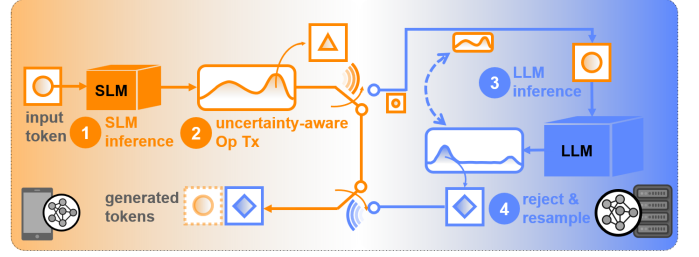 SLM
input
token
1 SLM
inference
2 uncertainty-aware
Op Tx
3 LLM
inference
LLM
generated
tokens
4 reject &
resample